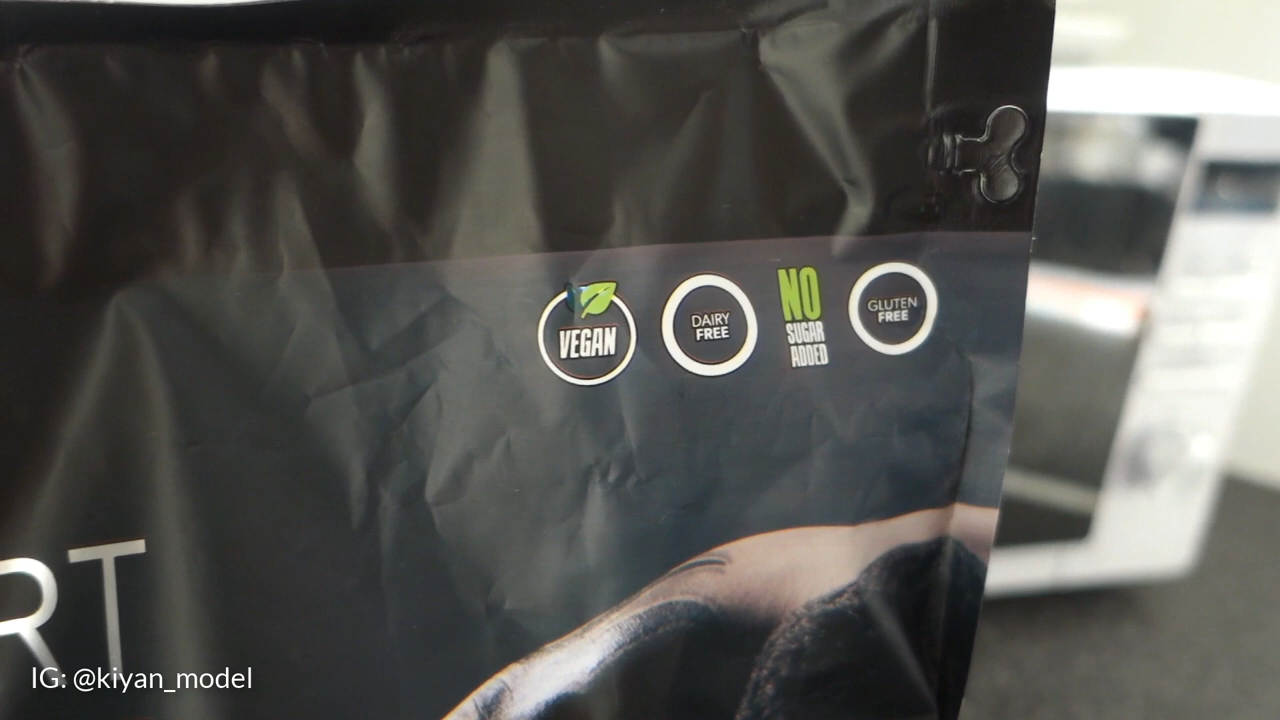 VEGAN
DAIRY
FREE
NO
SUGAR
ADDED
GLUTEN
FREE
RT
IG: @kiyan_model